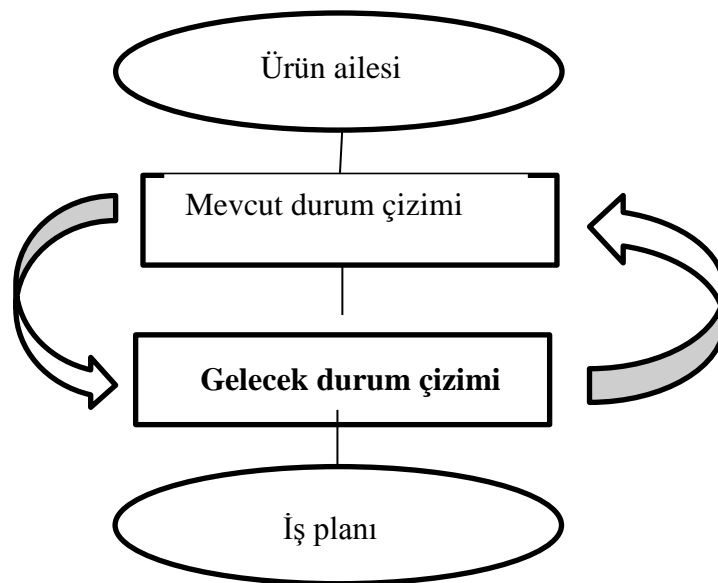 Ürün ailesi
Mevcut durum çizimi
Gelecek durum çizimi
İş planı